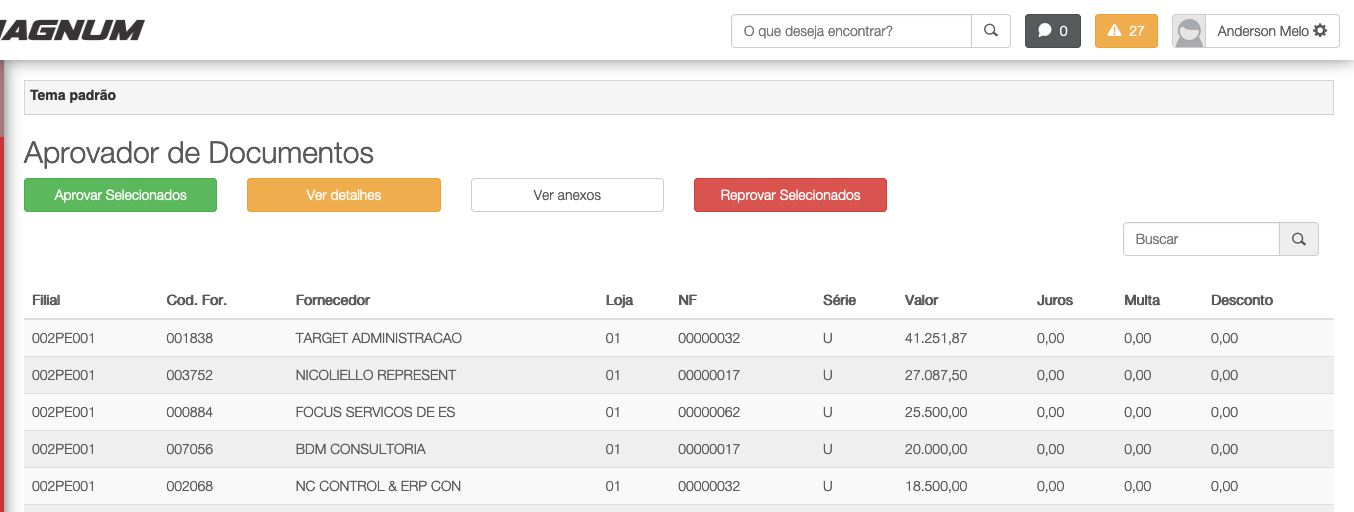 MAGNUM
O que deseja encontrar? 0 27 Anderson Melo
Tema padrão
Aprovador de Documentos
Aprovar Selecionados Ver detalhes Ver anexos Reprovar Selecionados
Buscar
Filial Cod. For. Fornecedor Loja NF Série Valor Juros Multa Desconto
002PE001 001838 TARGET ADMINISTRACAO 01 00000032 U 41.251,87 0,00 0,00 0,00
002PE001 003752 NICOLIELLO REPRESENT 01 00000017 U 27.087,50 0,00 0,00 0,00
002PE001 000884 FOCUS SERVICOS DE ES 01 00000062 U 25.500,00 0,00 0,00 0,00
002PE001 007056 BDM CONSULTORIA 01 00000017 U 20.000,00 0,00 0,00 0,00
002PE001 002068 NC CONTROL & ERP CON 01 00000032 U 18.500,00 0,00 0,00 0,00